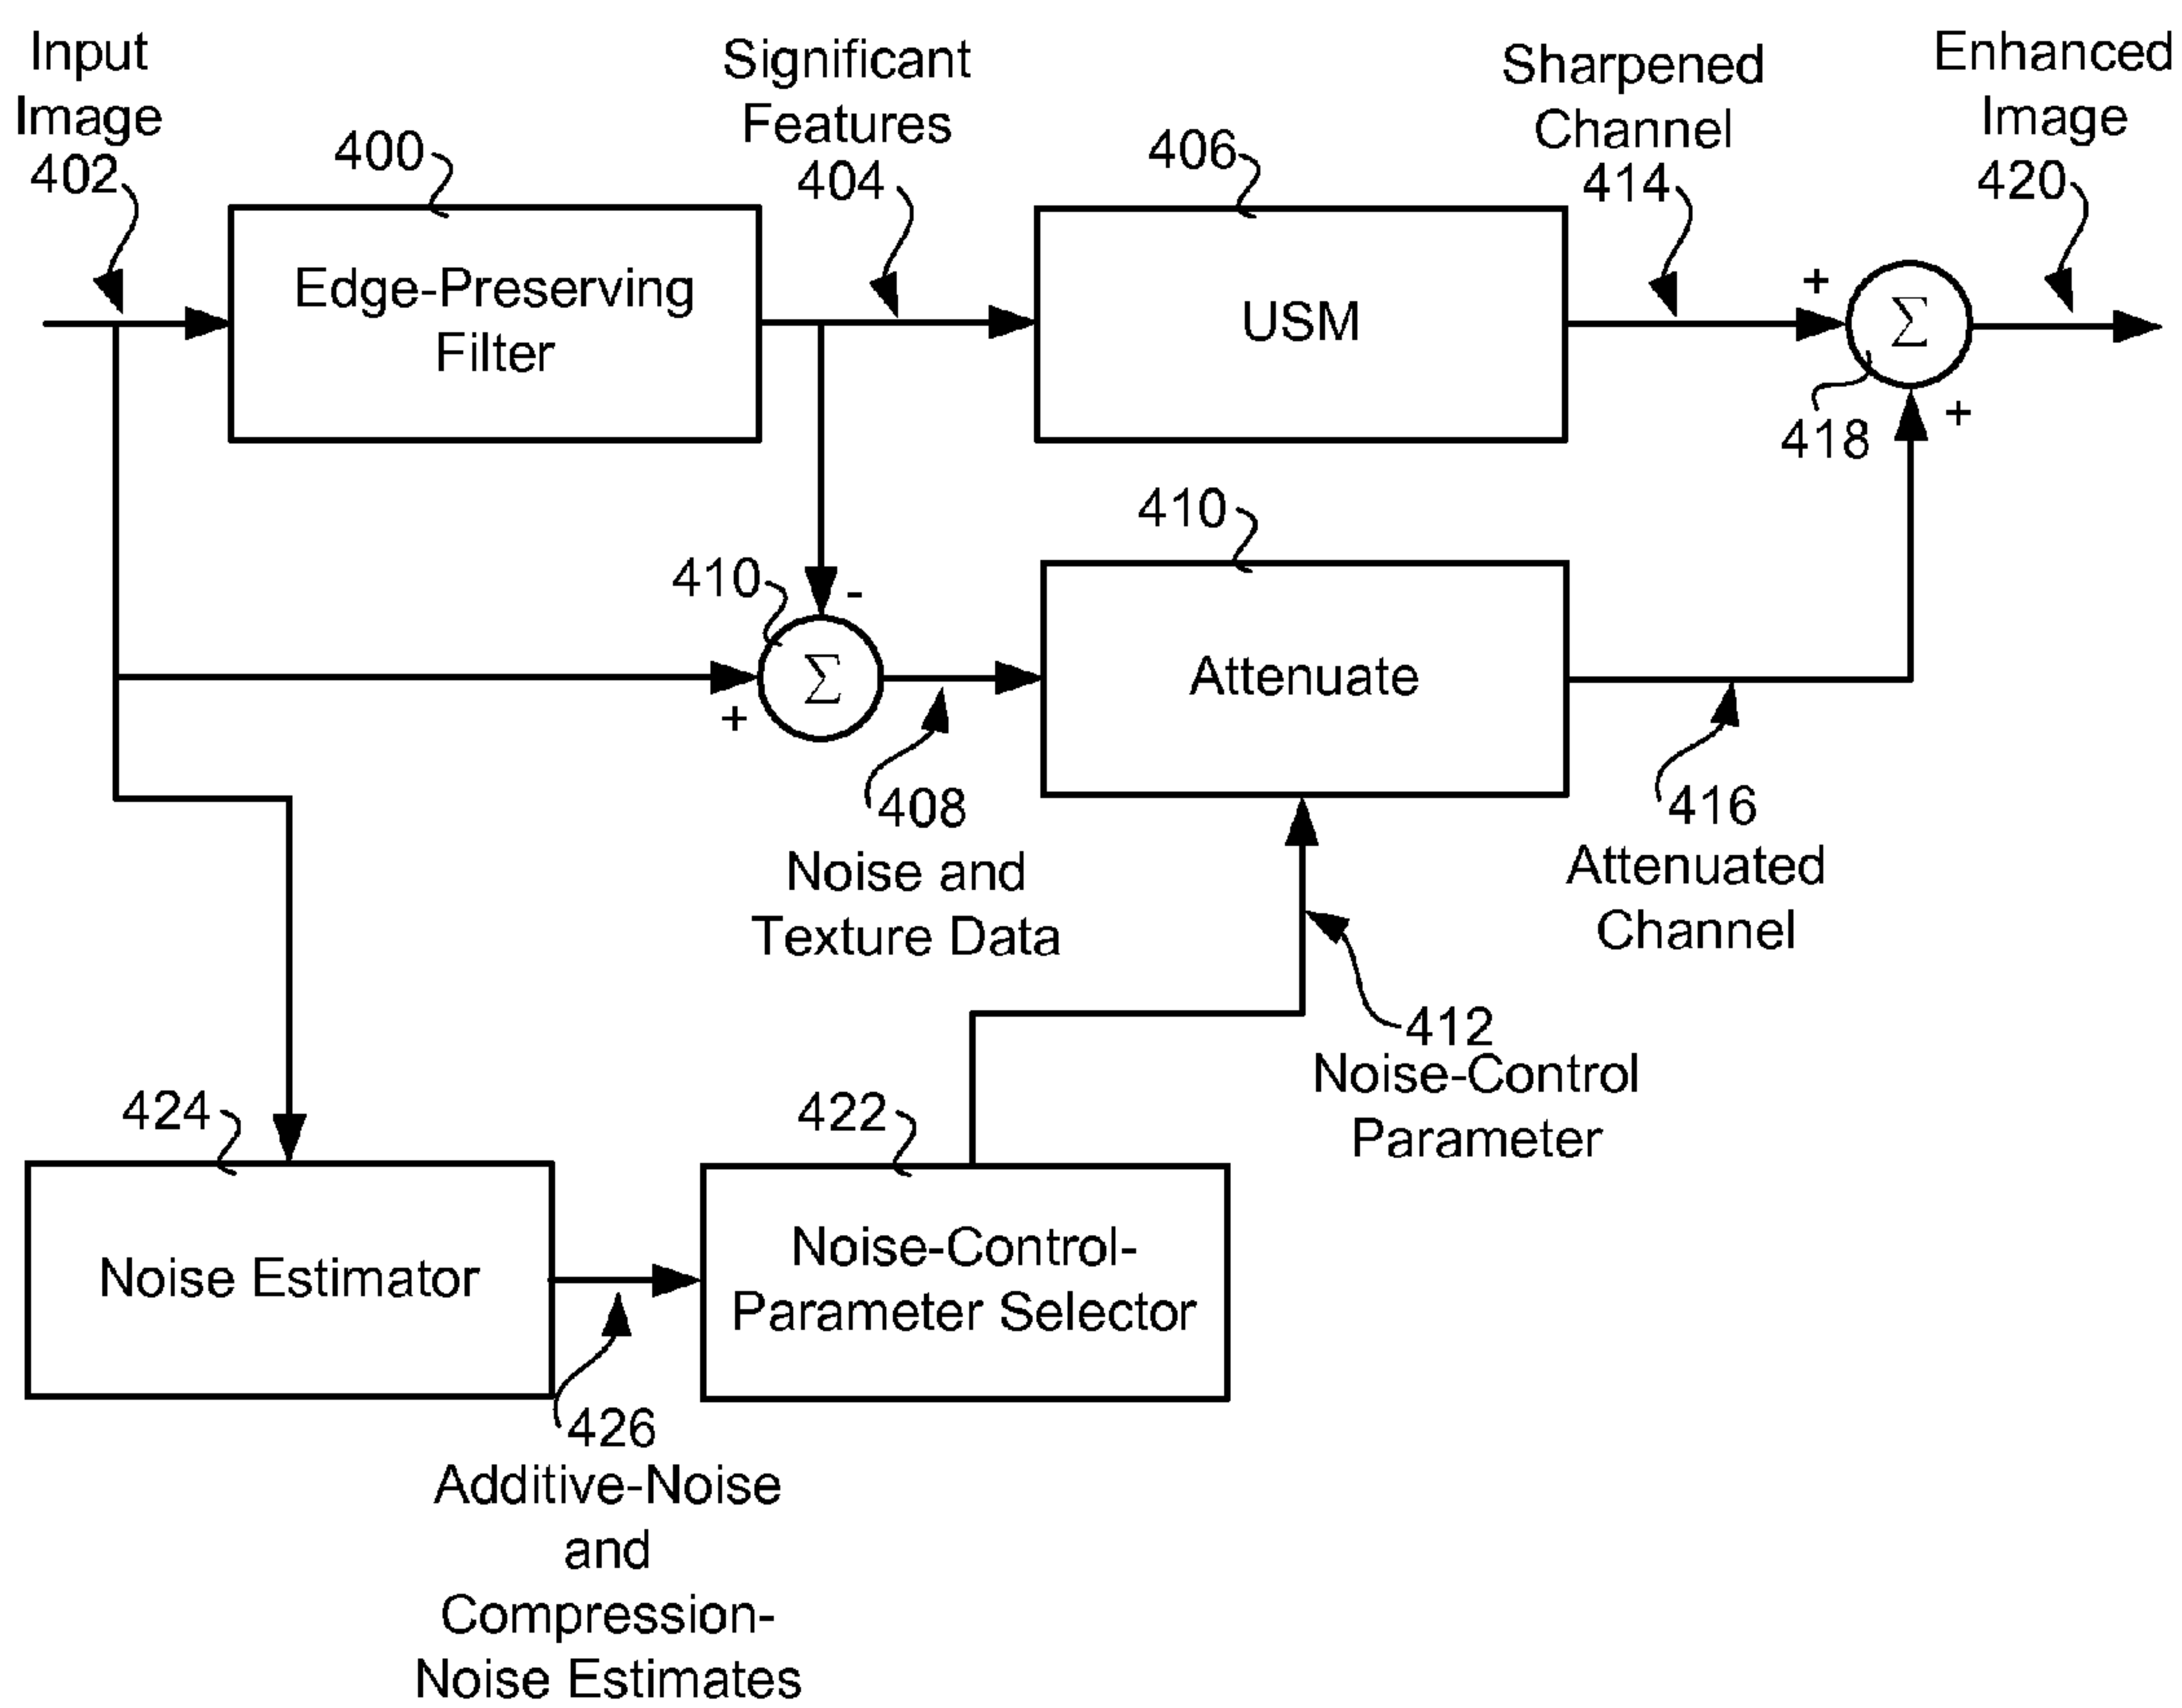 Input
Image
402
400
Significant
Features
404
406
Sharpened
Channel
414
Enhanced
Image
420
Edge-Preserving
Filter
USM
+
Σ
418
+
410
-
Σ
+
410
Attenuate
408
Noise and
Texture Data
416
Attenuated
Channel
412
Noise-Control
Parameter
424
Noise Estimator
422
Noise-Control-
Parameter Selector
426
Additive-Noise
and
Compression-
Noise Estimates